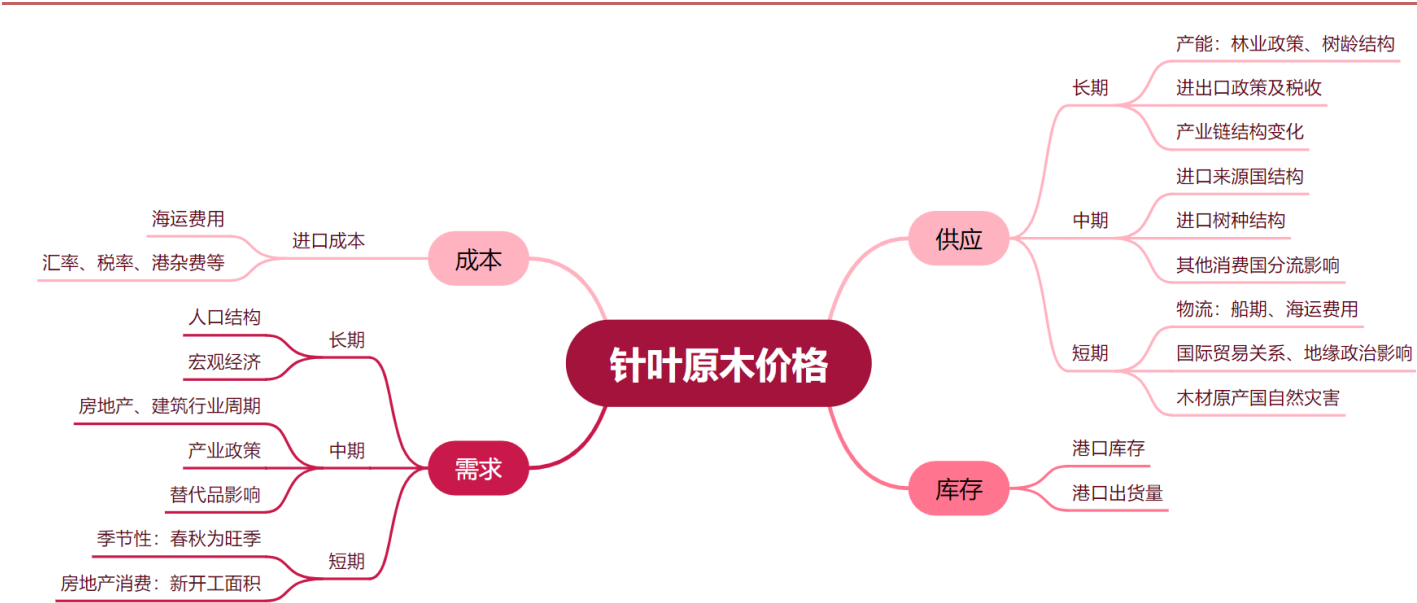 针叶原木价格
供应
长期
产能：林业政策、树龄结构
进出口政策及税收
产业链结构变化
中期
进口来源国结构
进口树种结构
其他消费国分流影响
短期
物流：船期、海运费用
国际贸易关系、地缘政治影响
木材原产国自然灾害
库存
港口库存
港口出货量
成本
进口成本
海运费用
汇率、税率、港杂费等
需求
长期
人口结构
宏观经济
中期
房地产、建筑行业周期
产业政策
替代品影响
短期
季节性：春秋为旺季
房地产消费：新开工面积